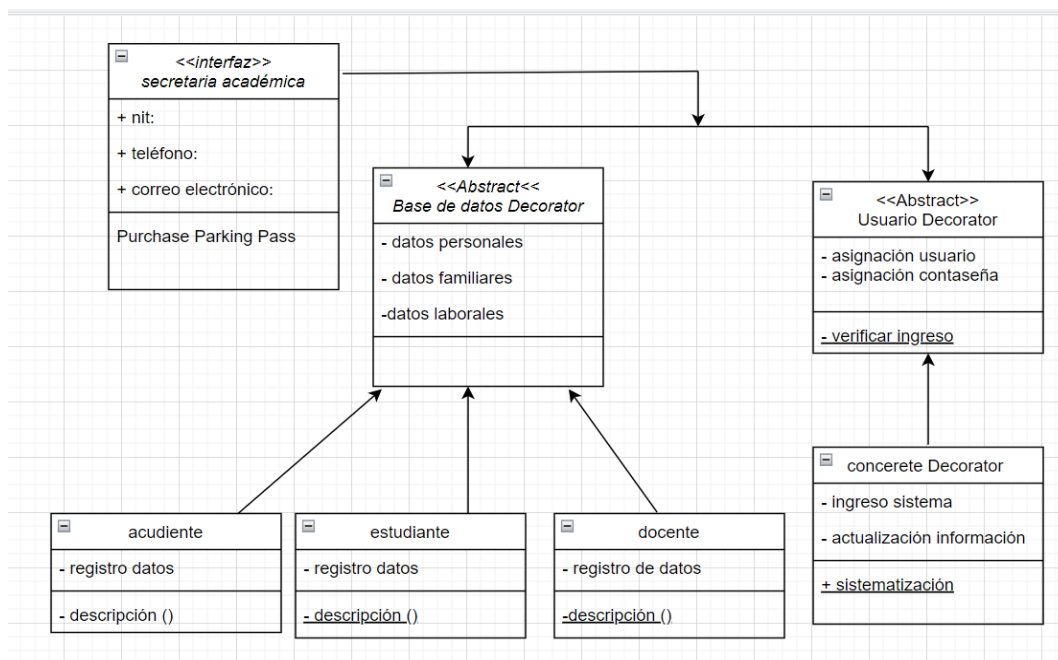 <<interfaz>>
secretaria académica
+ nit:
+ teléfono:
+ correo electrónico:
Purchase Parking Pass
<<Abstract<<
Base de datos Decorator
- datos personales
- datos familiares
-datos laborales
<<Abstract>>
Usuario Decorator
- asignación usuario
- asignación contaseña
- verificar ingreso
acudiente
- registro datos
- descripción ()
estudiante
- registro datos
- descripción ()
docente
- registro de datos
-descripción ()
concerete Decorator
- ingreso sistema
- actualización información
+ sistematización